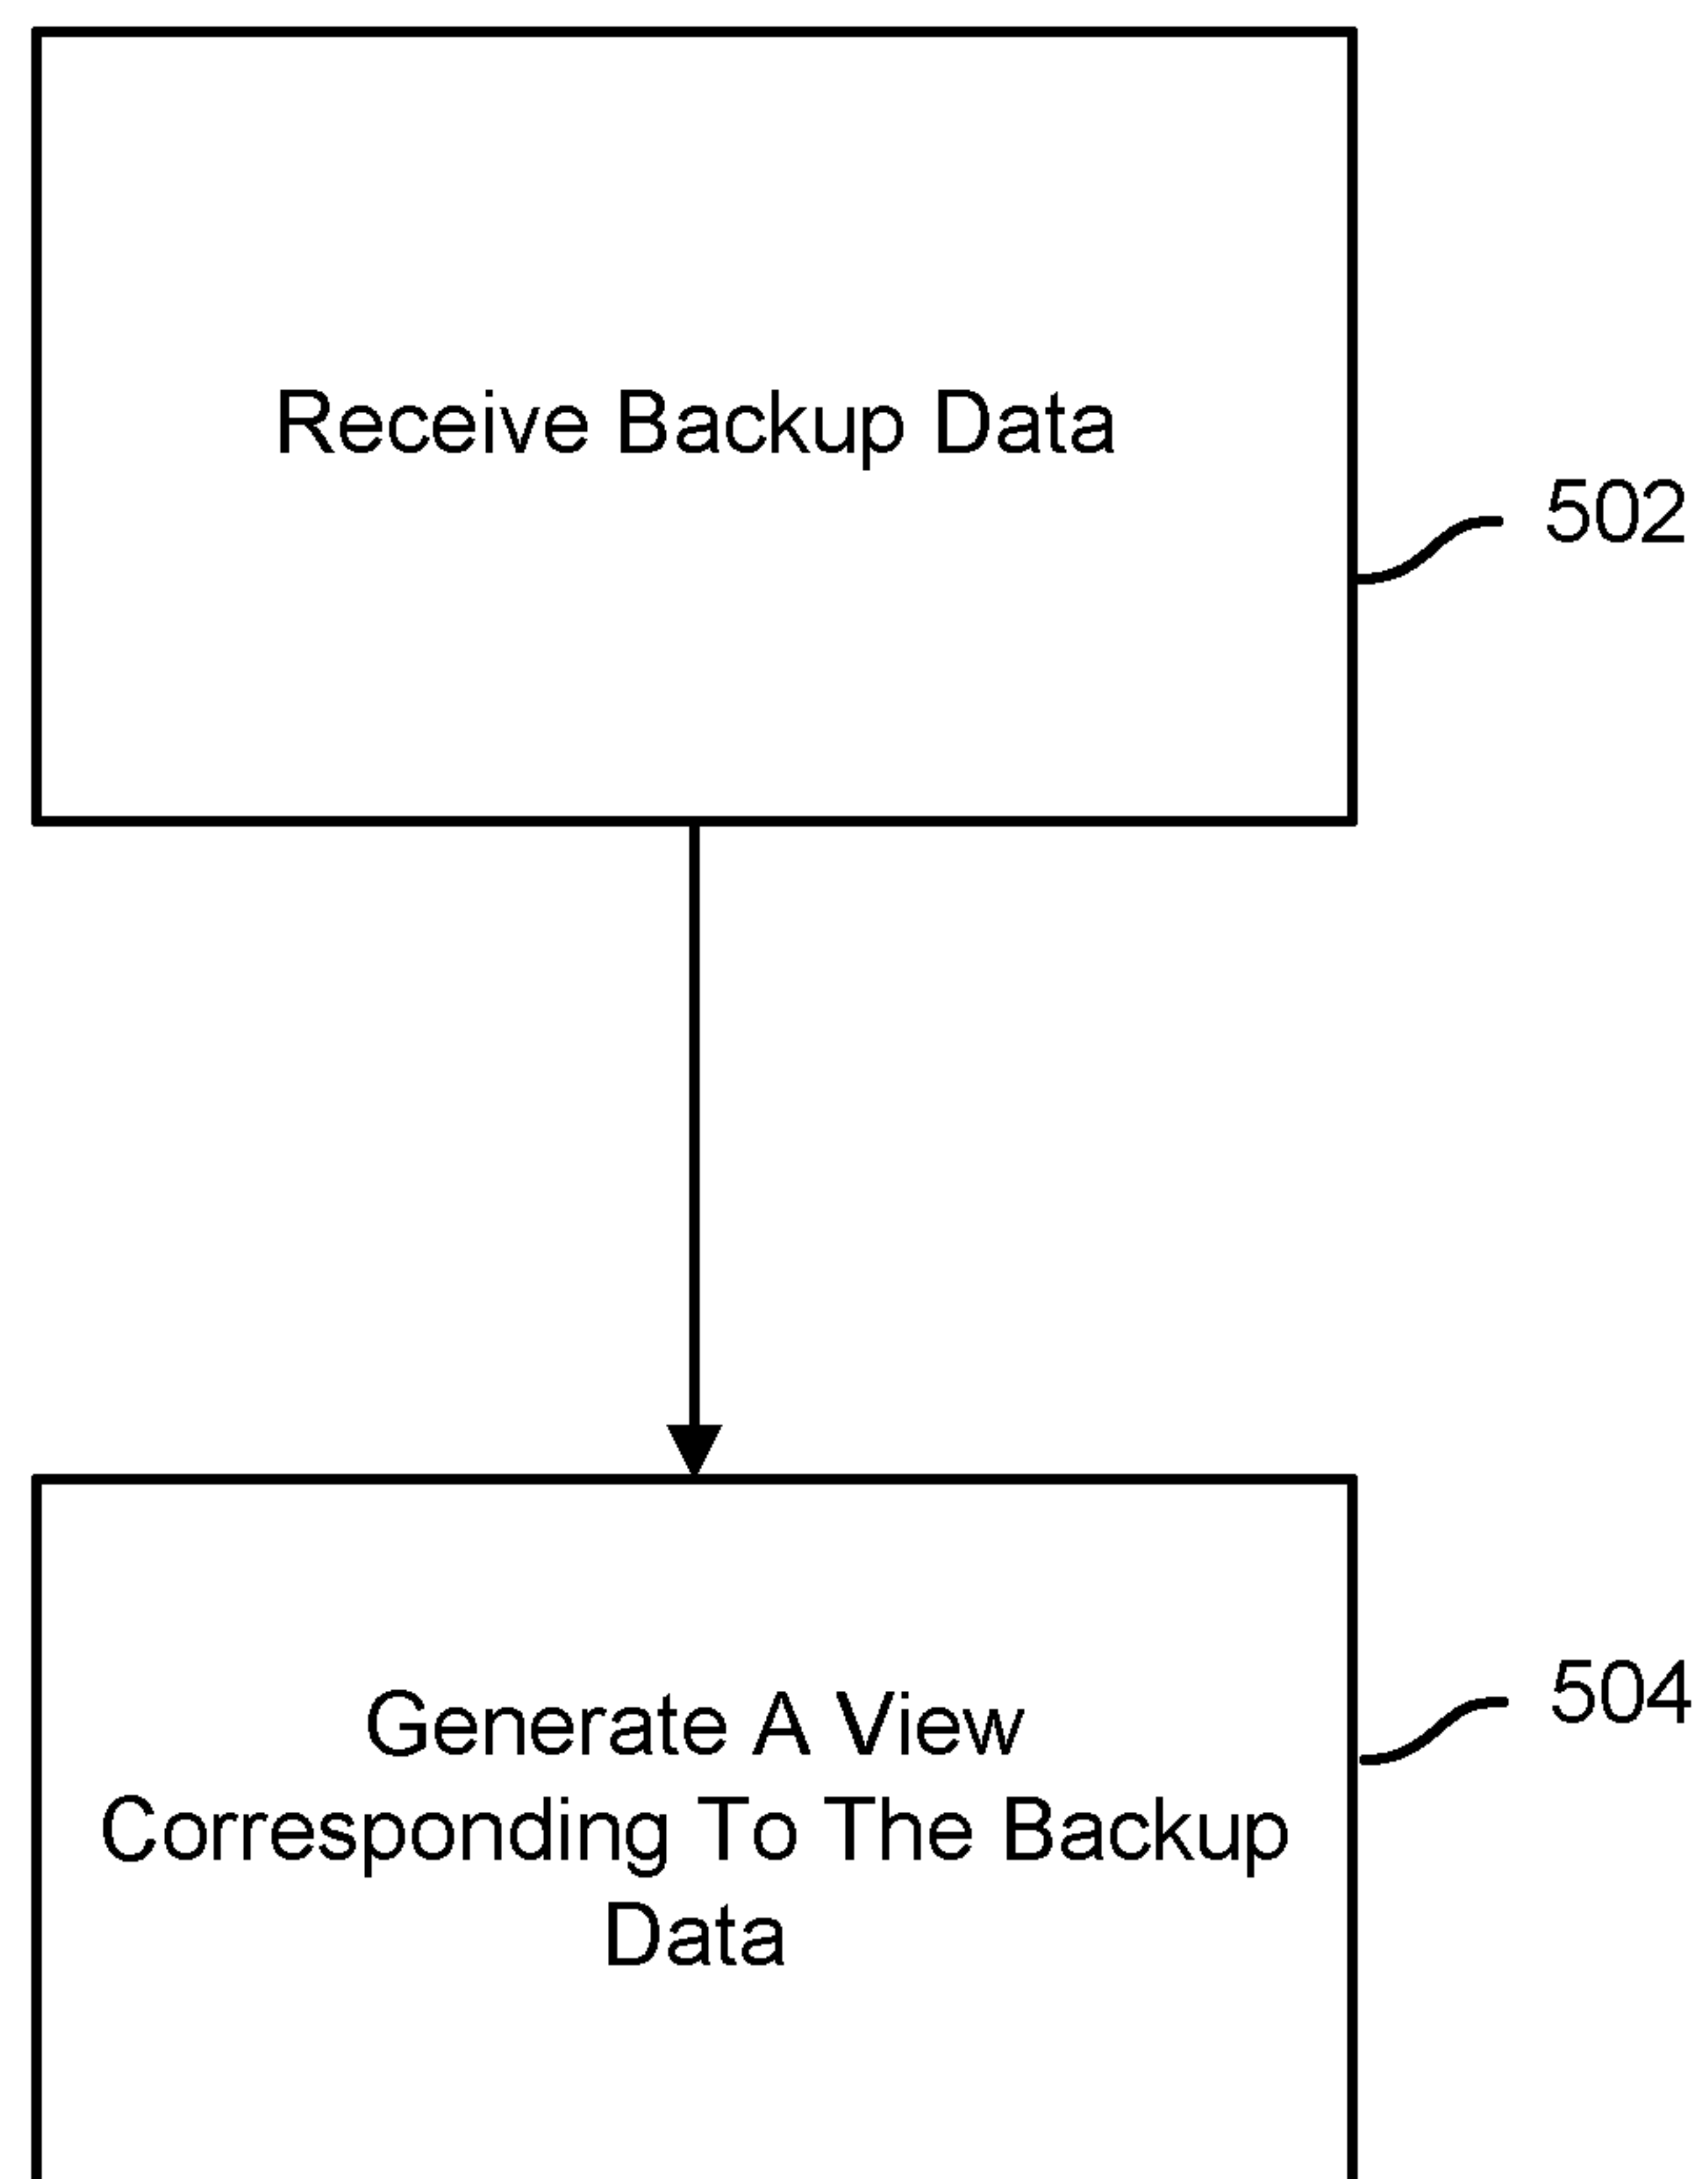 Receive Backup Data
502
Generate A View
504
Corresponding To The Backup
Data